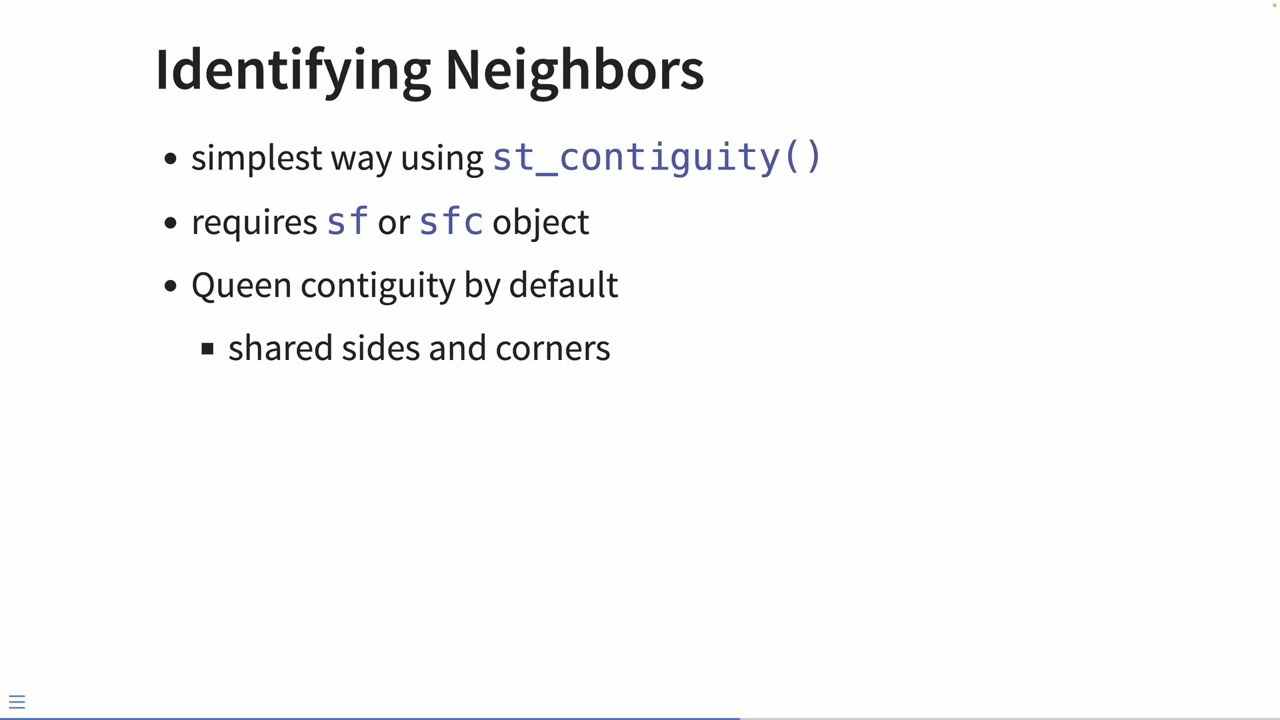 Identifying Neighbors
• simplest way using st_contiguity()
• requires sf or sfc object
• Queen contiguity by default
▪ shared sides and corners